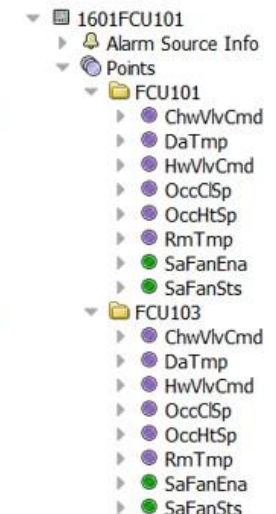 1601FCU101
Alarm Source Info
Points
FCU101
ChwVlvCmd
DaTmp
HwVlvCmd
OccClSp
OccHtSp
RmTmp
SaFanEna
SaFanSts
FCU103
ChwVlvCmd
DaTmp
HwVlvCmd
OccClSp
OccHtSp
RmTmp
SaFanEna
SaFanSts